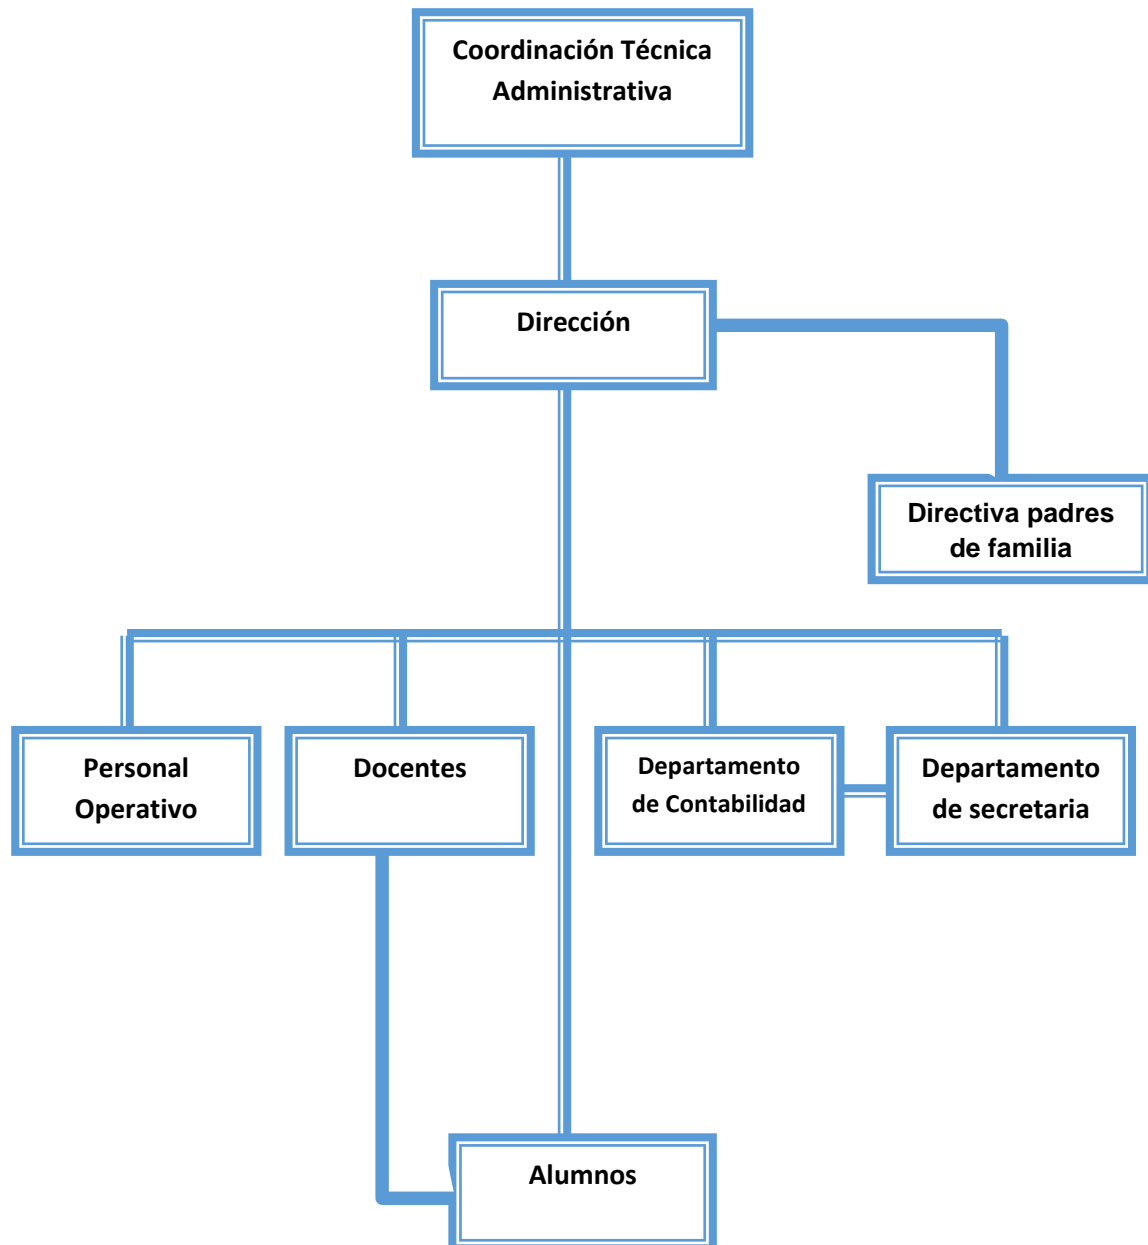 Coordinación Técnica
Administrativa
Dirección
Directiva padres
de familia
Personal
Operativo
Docentes
Departamento
de Contabilidad
Departamento
de secretaria
Alumnos